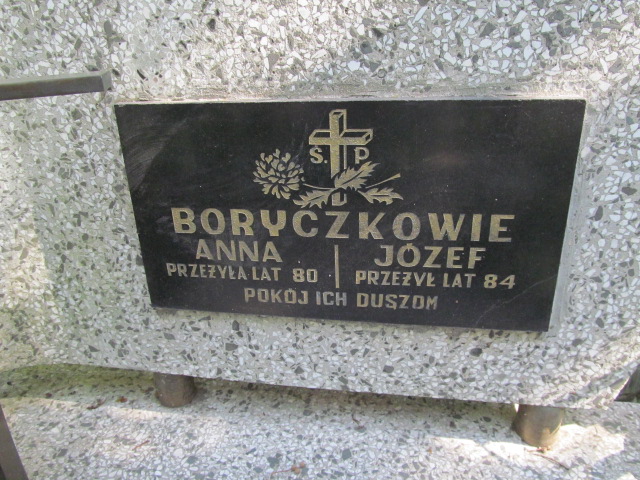 Ś. P
BORYCZKOWIE
ANNA JÓZEF
PRZEŻYŁA LAT 80 PRZEŻYŁ LAT 84
POKÓJ ICH DUSZOM